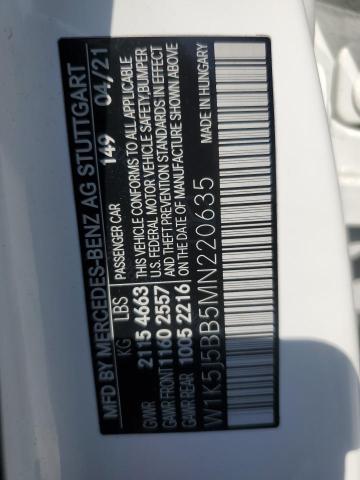 MFD BY MERCEDES-BENZ AG STUTTGART
149 04/21
KG LBS PASSENGER CAR
GVWR 2115 4663 THIS VEHICLE CONFORMS TO ALL APPLICABLE
U.S. FEDERAL MOTOR VEHICLE SAFETY, BUMPER
GAWR FRONT 1160 2557 AND THEFT PREVENTION STANDARDS IN EFFECT
GAWR REAR 1005 2216 ON THE DATE OF MANUFACTURE SHOWN ABOVE
W1K5J5BB5MN220635 MADE IN HUNGARY